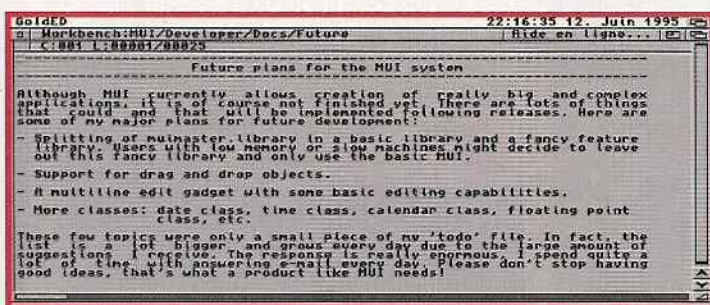 GoldED 22:16:35 12. Juin 1995
Workbench:MUI/Developer/Docs/Future Aide en ligne...
C:001 L:00001/00025
Future plans for the MUI system
Although MUI currently allows creation of really big and complex
applications, it is of course not finished yet. There are lots of things
that could and that will be implemented following releases. Here are
some of my major plans for future development:
- Splitting of muimaster.library in a basic library and a fancy feature
library. Users with low memory or slow machines might decide to leave
out this fancy library and only use the basic MUI.
- Support for drag and drop objects.
- A multiline edit gadget with some basic editing capabilities.
- More classes: date class, time class, calendar class, floating point
class, etc.
These few topics were only a small piece of my 'todo' file. In fact, the
list is a lot bigger and grows every day due to the large amount of
suggestions I receive. The response is really enormous, I spend quite a
lot of time with answering e-mail every day. Please don't stop having
good ideas, that's what a product like MUI needs!